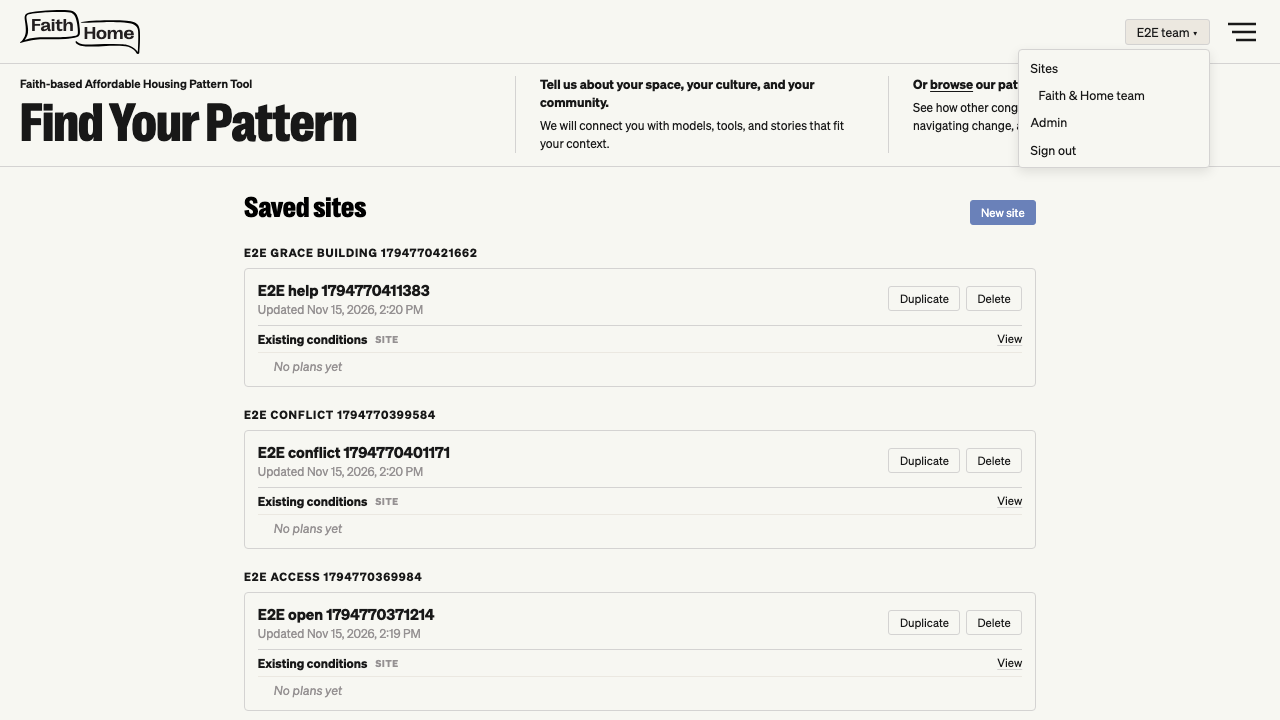 Faith
Home
E2E team ▾
Sites
Faith & Home team
Admin
Sign out
Faith-based Affordable Housing Pattern Tool
Find Your Pattern
Tell us about your space, your culture, and your
community.
We will connect you with models, tools, and stories that fit
your context.
Or browse our pat
See how other cong
navigating change,
Saved sites
New site
E2E GRACE BUILDING 1794770421662
E2E help 1794770411383
Updated Nov 15, 2026, 2:20 PM
Duplicate
Delete
Existing conditions SITE
View
No plans yet
E2E CONFLICT 1794770399584
E2E conflict 1794770401171
Updated Nov 15, 2026, 2:20 PM
Duplicate
Delete
Existing conditions SITE
View
No plans yet
E2E ACCESS 1794770369984
E2E open 1794770371214
Updated Nov 15, 2026, 2:19 PM
Duplicate
Delete
Existing conditions SITE
View
No plans yet